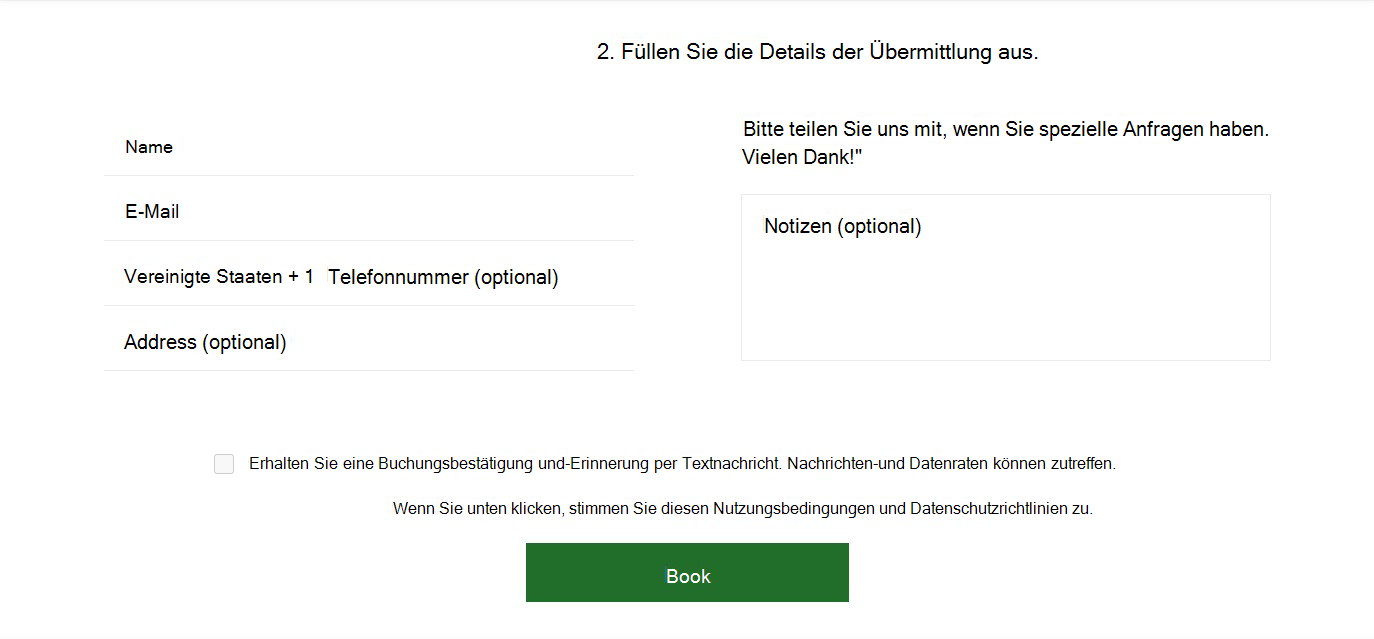 2. Füllen Sie die Details der Übermittlung aus.
Name
E-Mail
Vereinigte Staaten + 1 Telefonnummer (optional)
Address (optional)
Bitte teilen Sie uns mit, wenn Sie spezielle Anfragen haben.
Vielen Dank!"
Notizen (optional)
Erhalten Sie eine Buchungsbestätigung und-Erinnerung per Textnachricht. Nachrichten-und Datenraten können zutreffen.
Wenn Sie unten klicken, stimmen Sie diesen Nutzungsbedingungen und Datenschutzrichtlinien zu.
Book